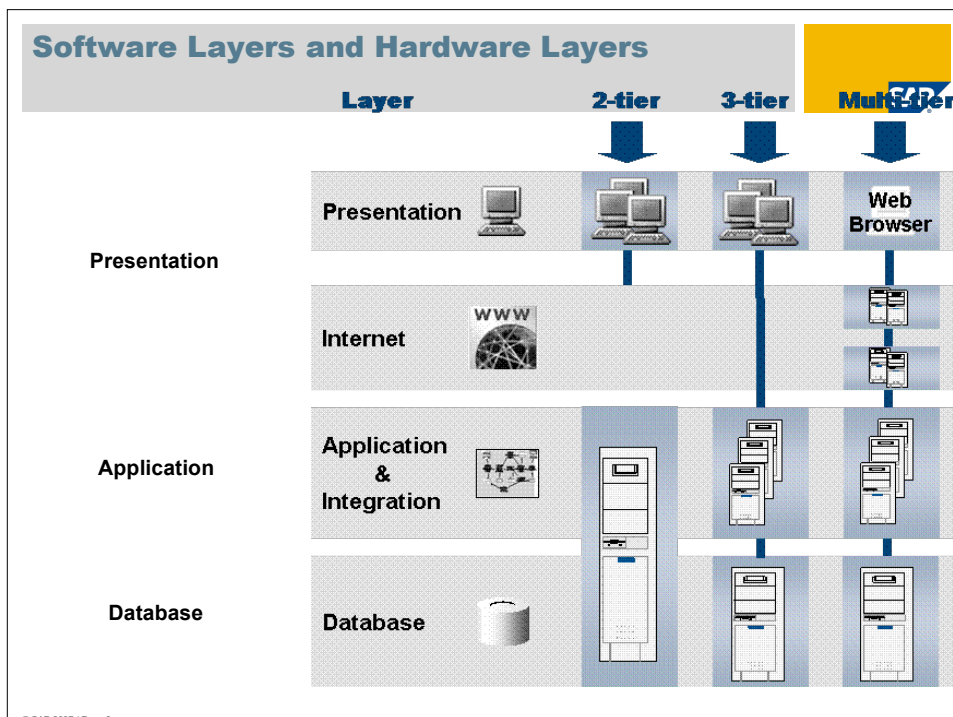 Software Layers and Hardware Layers
SAP
Layer 2-tier 3-tier Multi-tier
Presentation
Web
Browser
Presentation
WWW
Internet
Application
&
Integration
Application
Database
Database